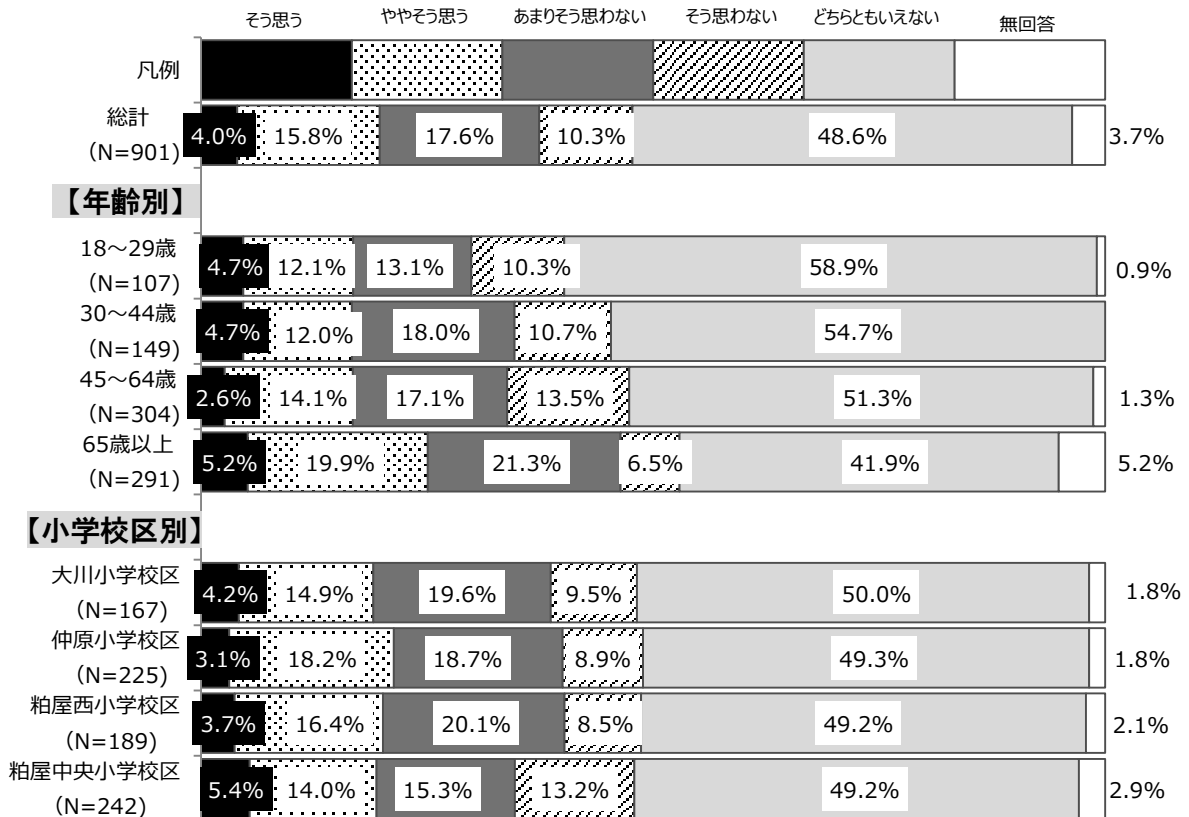 そう思う ややそう思う あまりそう思わない そう思わない どちらともいえない 無回答
凡例
総計
（N=901）
4.0% 15.8% 17.6% 10.3% 48.6% 3.7%
【年齢別】
18～29歳
（N=107）
4.7% 12.1% 13.1% 10.3% 58.9% 0.9%
30～44歳
（N=149）
4.7% 12.0% 18.0% 10.7% 54.7%
45～64歳
（N=304）
2.6% 14.1% 17.1% 13.5% 51.3% 1.3%
65歳以上
（N=291）
5.2% 19.9% 21.3% 6.5% 41.9% 5.2%
【小学校区別】
大川小学校区
（N=167）
4.2% 14.9% 19.6% 9.5% 50.0% 1.8%
仲原小学校区
（N=225）
3.1% 18.2% 18.7% 8.9% 49.3% 1.8%
粕屋西小学校区
（N=189）
3.7% 16.4% 20.1% 8.5% 49.2% 2.1%
粕屋中央小学校区
（N=242）
5.4% 14.0% 15.3% 13.2% 49.2% 2.9%